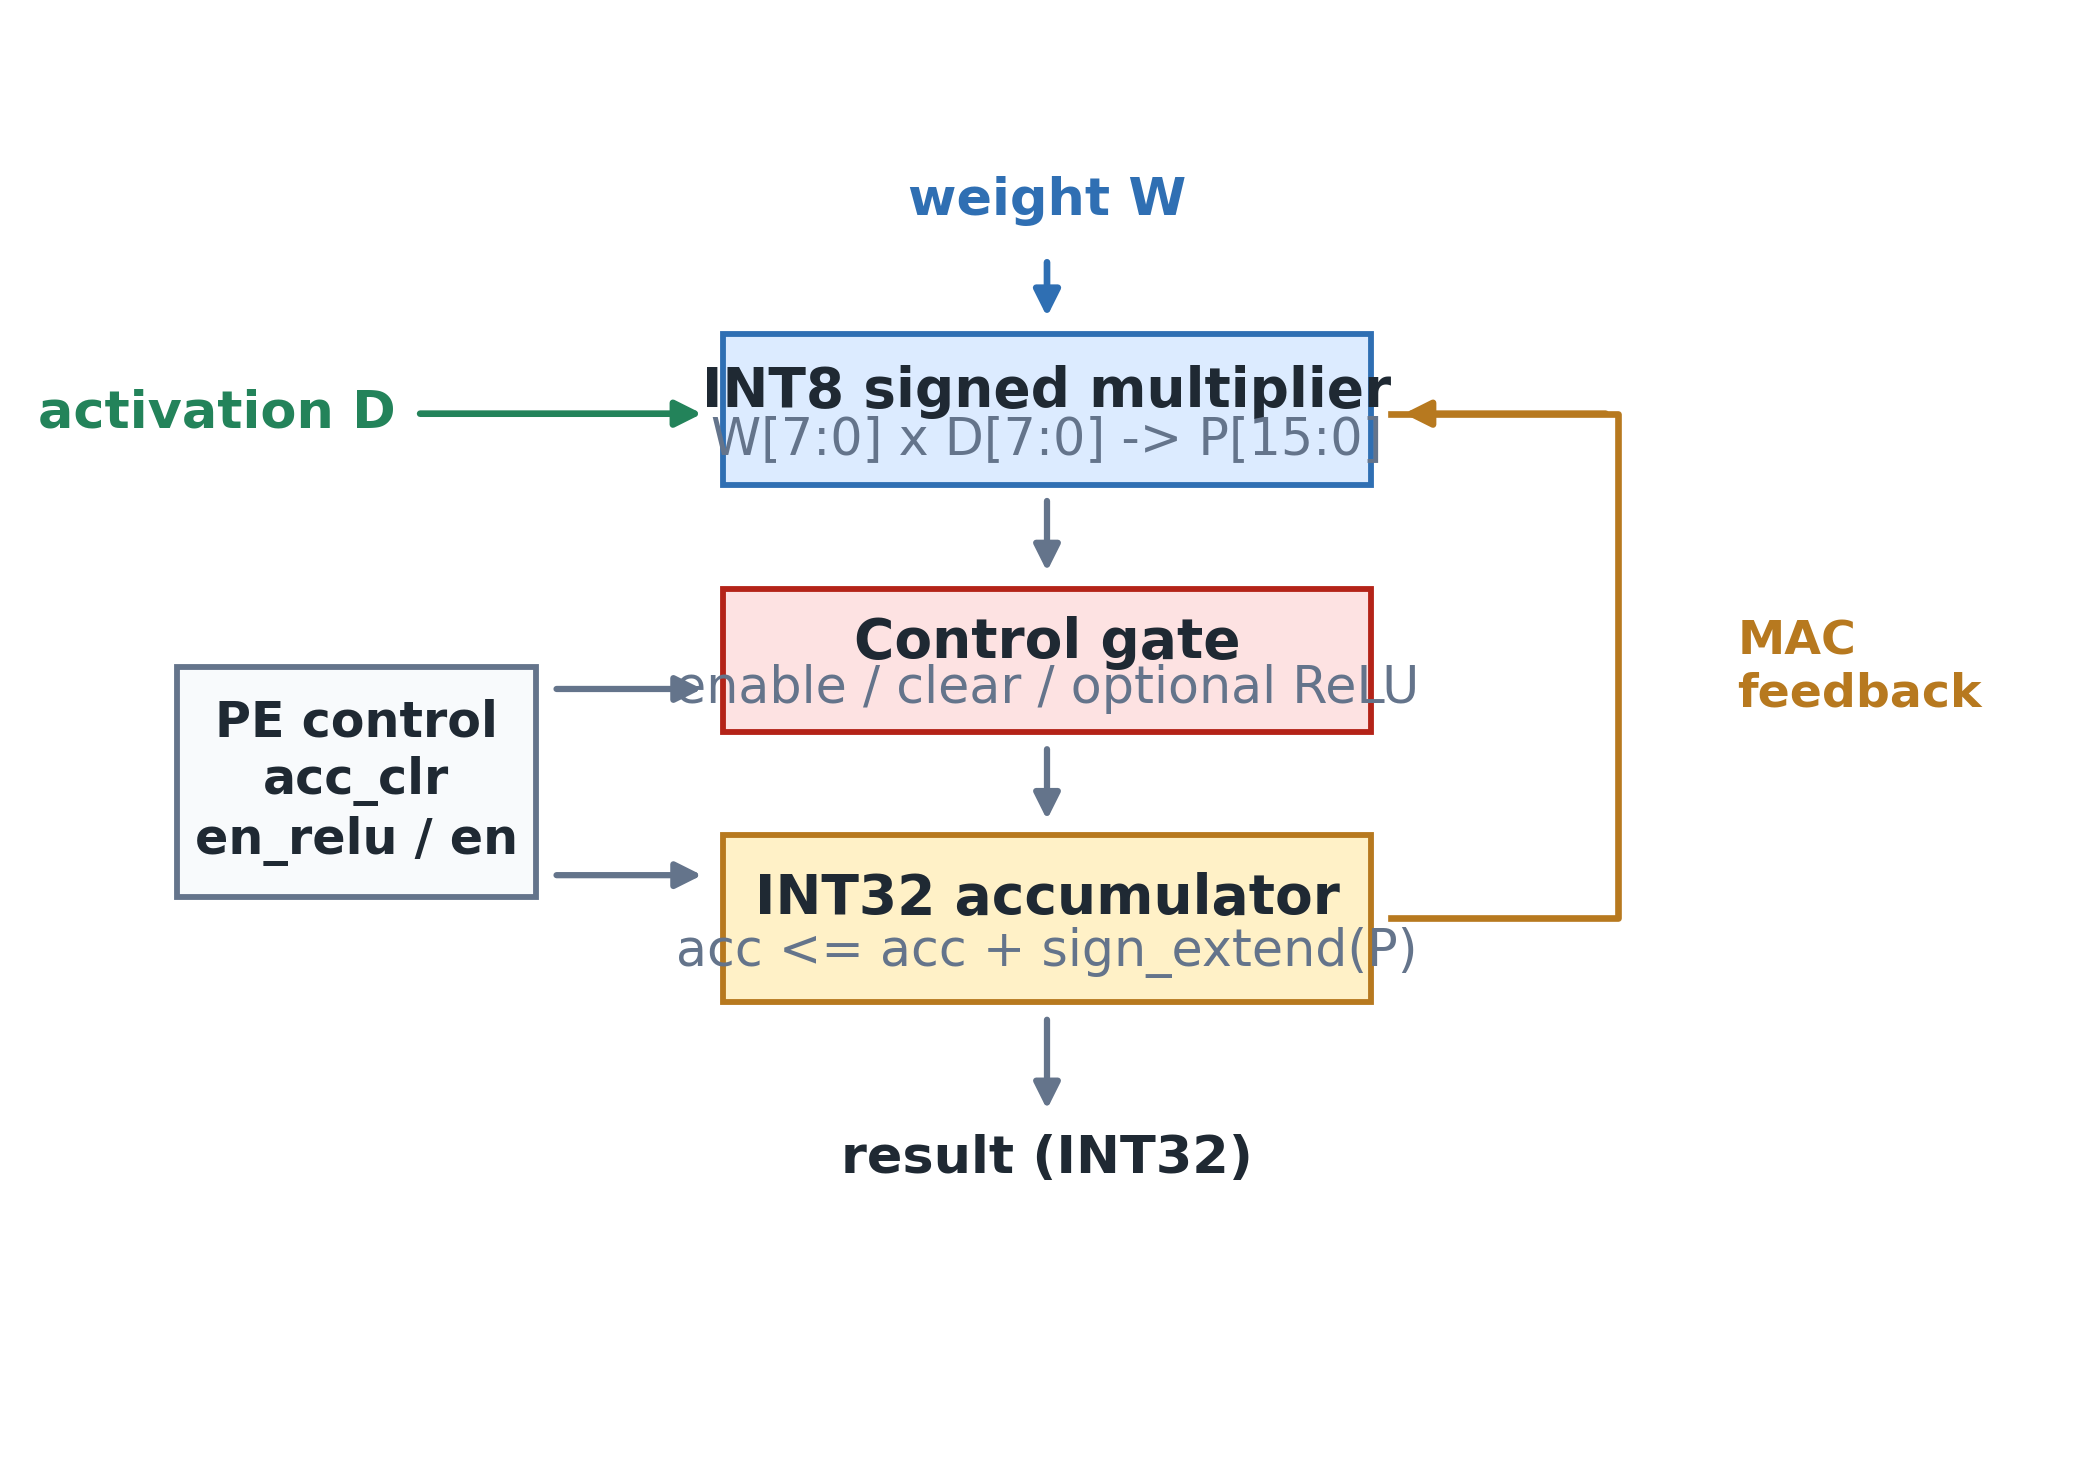 weight W
activation D
INT8 signed multiplier
W[7:0] x D[7:0] -> P[15:0]
Control gate
enable / clear / optional ReLU
PE control
acc_clr
en_relu / en
MAC
feedback
INT32 accumulator
acc <= acc + sign_extend(P)
result (INT32)